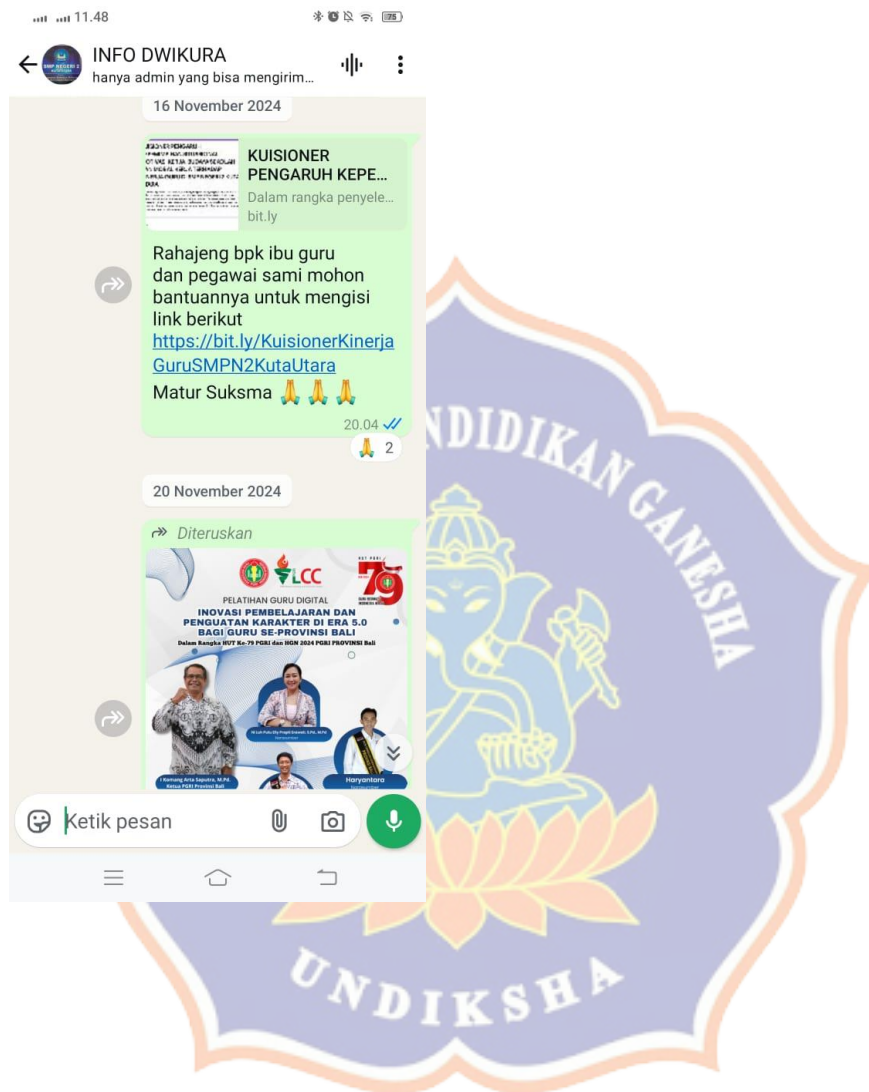 11.48
75
INFO DWIKURA
hanya admin yang bisa mengirim...
16 November 2024
KUISIONER
PENGARUH KEPE...
Dalam rangka penyele...
bit.ly
Rahajeng bpk ibu guru
dan pegawai sami mohon
bantuannya untuk mengisi
link berikut
https://bit.ly/KuisionerKinerja
GuruSMPN2KutaUtara
Matur Suksma 🙏🙏🙏
20.04
🙏 2
20 November 2024
Diteruskan
LCC
79
PELATIHAN GURU DIGITAL
INOVASI PEMBELAJARAN DAN
PENGUATAN KARAKTER DI ERA 5.0
BAGI GURU SE-PROVINSI BALI
Dalam Rangka HUT Ke-79 PGRI dan HGN 2024 PGRI PROVINSI Bali
I Komang Arta Saputra, M.Pd.
Ketua PGRI Provinsi Bali
Haryantara
Narasumber
Ketik pesan
NDIDIKAN GANESHA
UNDIKSHA